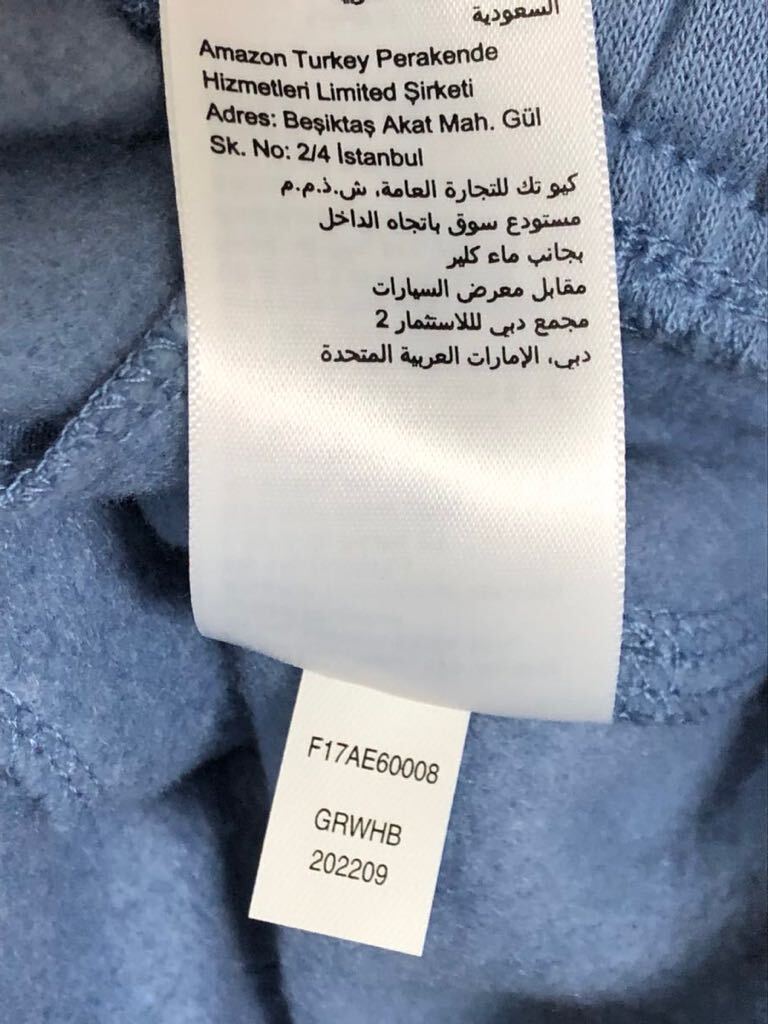 السعودية
Amazon Turkey Perakende
Hizmetleri Limited Şirketi
Adres: Beşiktaş Akat Mah. Gül
Sk. No: 2/4 İstanbul
كيو تك للتجارة العامة، ش.ذ.م.م
مستودع سوق باتجاه الداخل
بجانب ماء كلير
مقابل معرض السيارات
مجمع دبي لللاستثمار 2
دبي، الإمارات العربية المتحدة
F17AE60008
GRWHB
202209